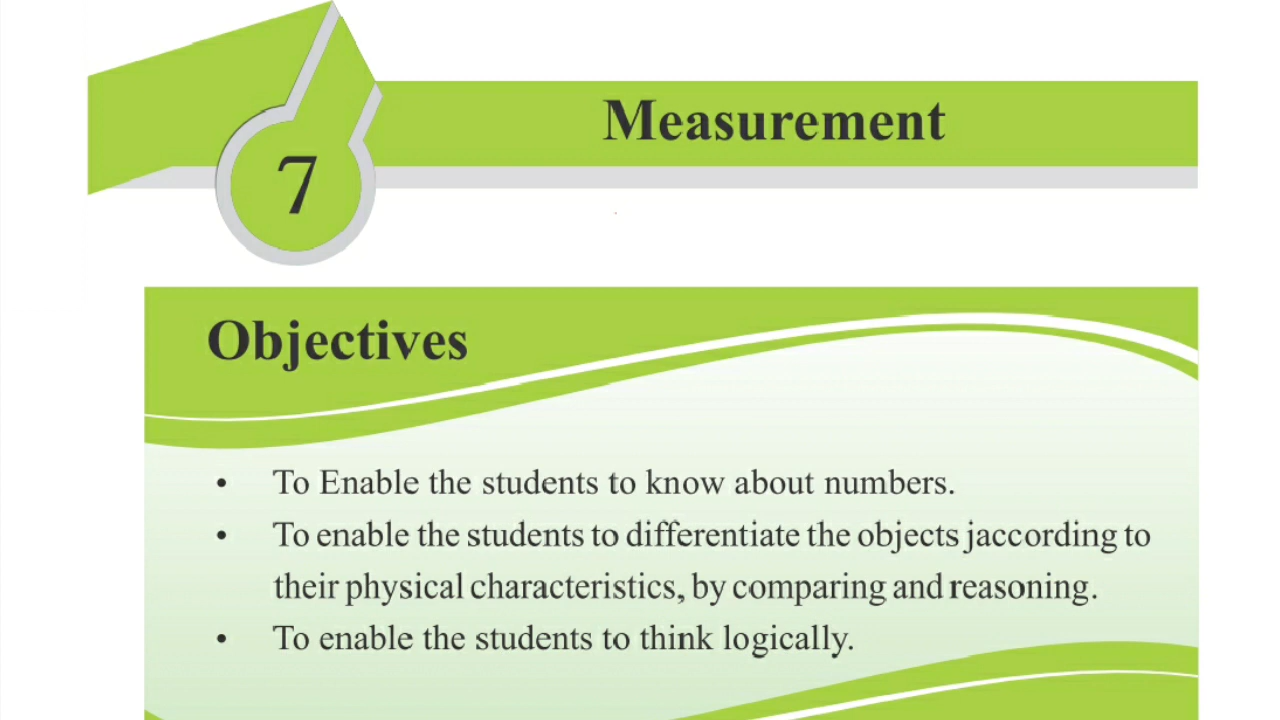 7
Measurement
Objectives
• To Enable the students to know about numbers.
• To enable the students to differentiate the objects jaccording to
their physical characteristics, by comparing and reasoning.
• To enable the students to think logically.